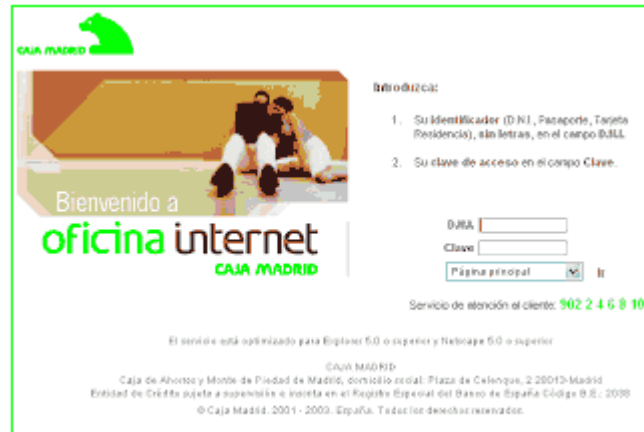 CAJA MADRID
Introduzca:
1. Su identificador (D.N.I., Pasaporte, Tarjeta
Residencia), sin letras, en el campo D.N.I.
2. Su clave de acceso en el campo Clave.
Bienvenido a
oficina internet
CAJA MADRID
D.N.I.
Clave
Página principal
Ir
Servicio de atención al cliente: 902 2 4 6 8 10
El servicio está optimizado para Explorer 5.0 o superior y Netscape 5.0 o superior
CAJA MADRID
Caja de Ahorros y Monte de Piedad de Madrid, domicilio social: Plaza de Celenque, 2 28013-Madrid
Entidad de Crédito sujeta a supervisión e inscrita en el Registro Especial del Banco de España Código B.E.: 2038
© Caja Madrid. 2001 - 2003. España. Todos los derechos reservados.